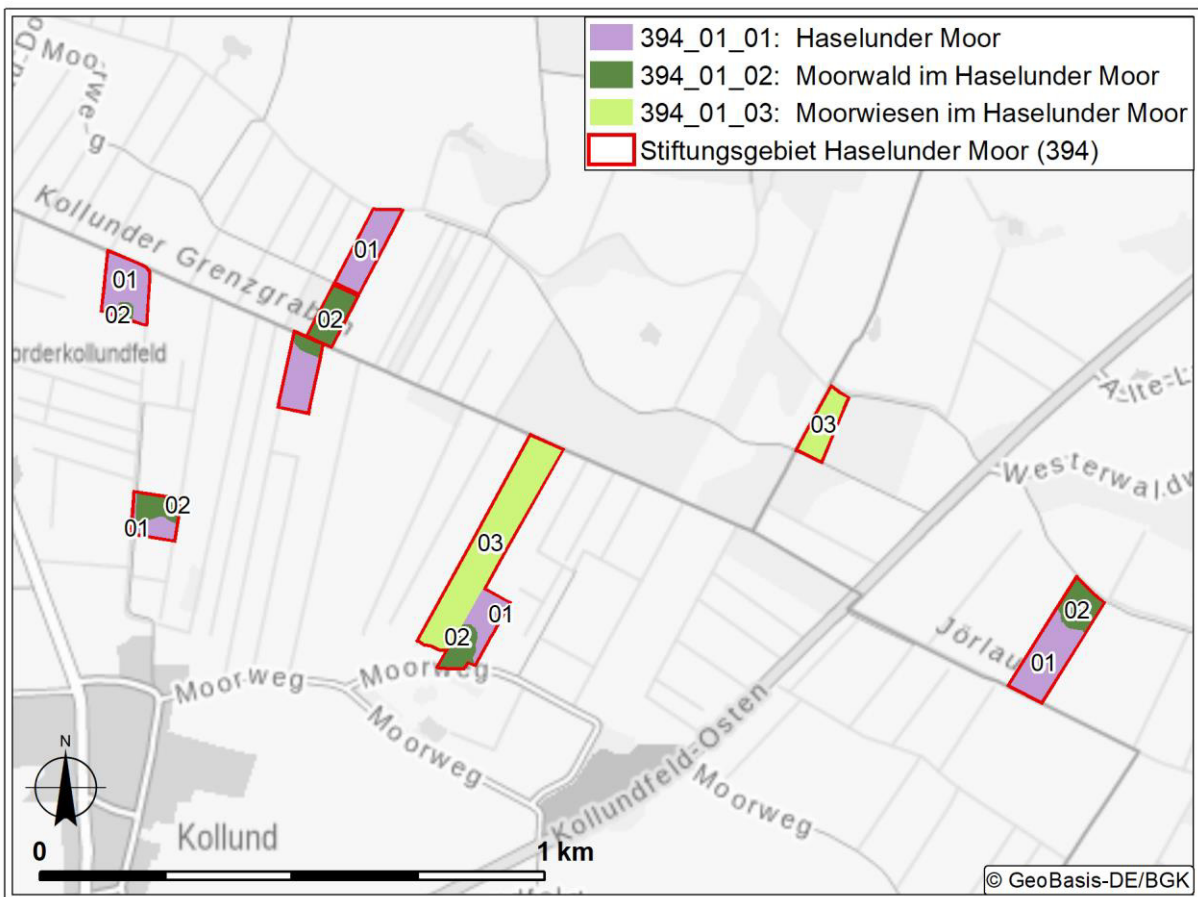 394_01_01: Haselunder Moor
394_01_02: Moorwald im Haselunder Moor
394_01_03: Moorwiesen im Haselunder Moor
Stiftungsgebiet Haselunder Moor (394)
Moorweg
Kollunder Grenzgraben
01
02
01
02
orderkollundfeld
03
02
01
03
01
02
Alte-L
Westerwaldw
02
01
Jörlau
Moorweg
Moorweg
Moorweg
Moorweg
Kollundfeld-Osten
N
Kollund
0
1 km
© GeoBasis-DE/BGK